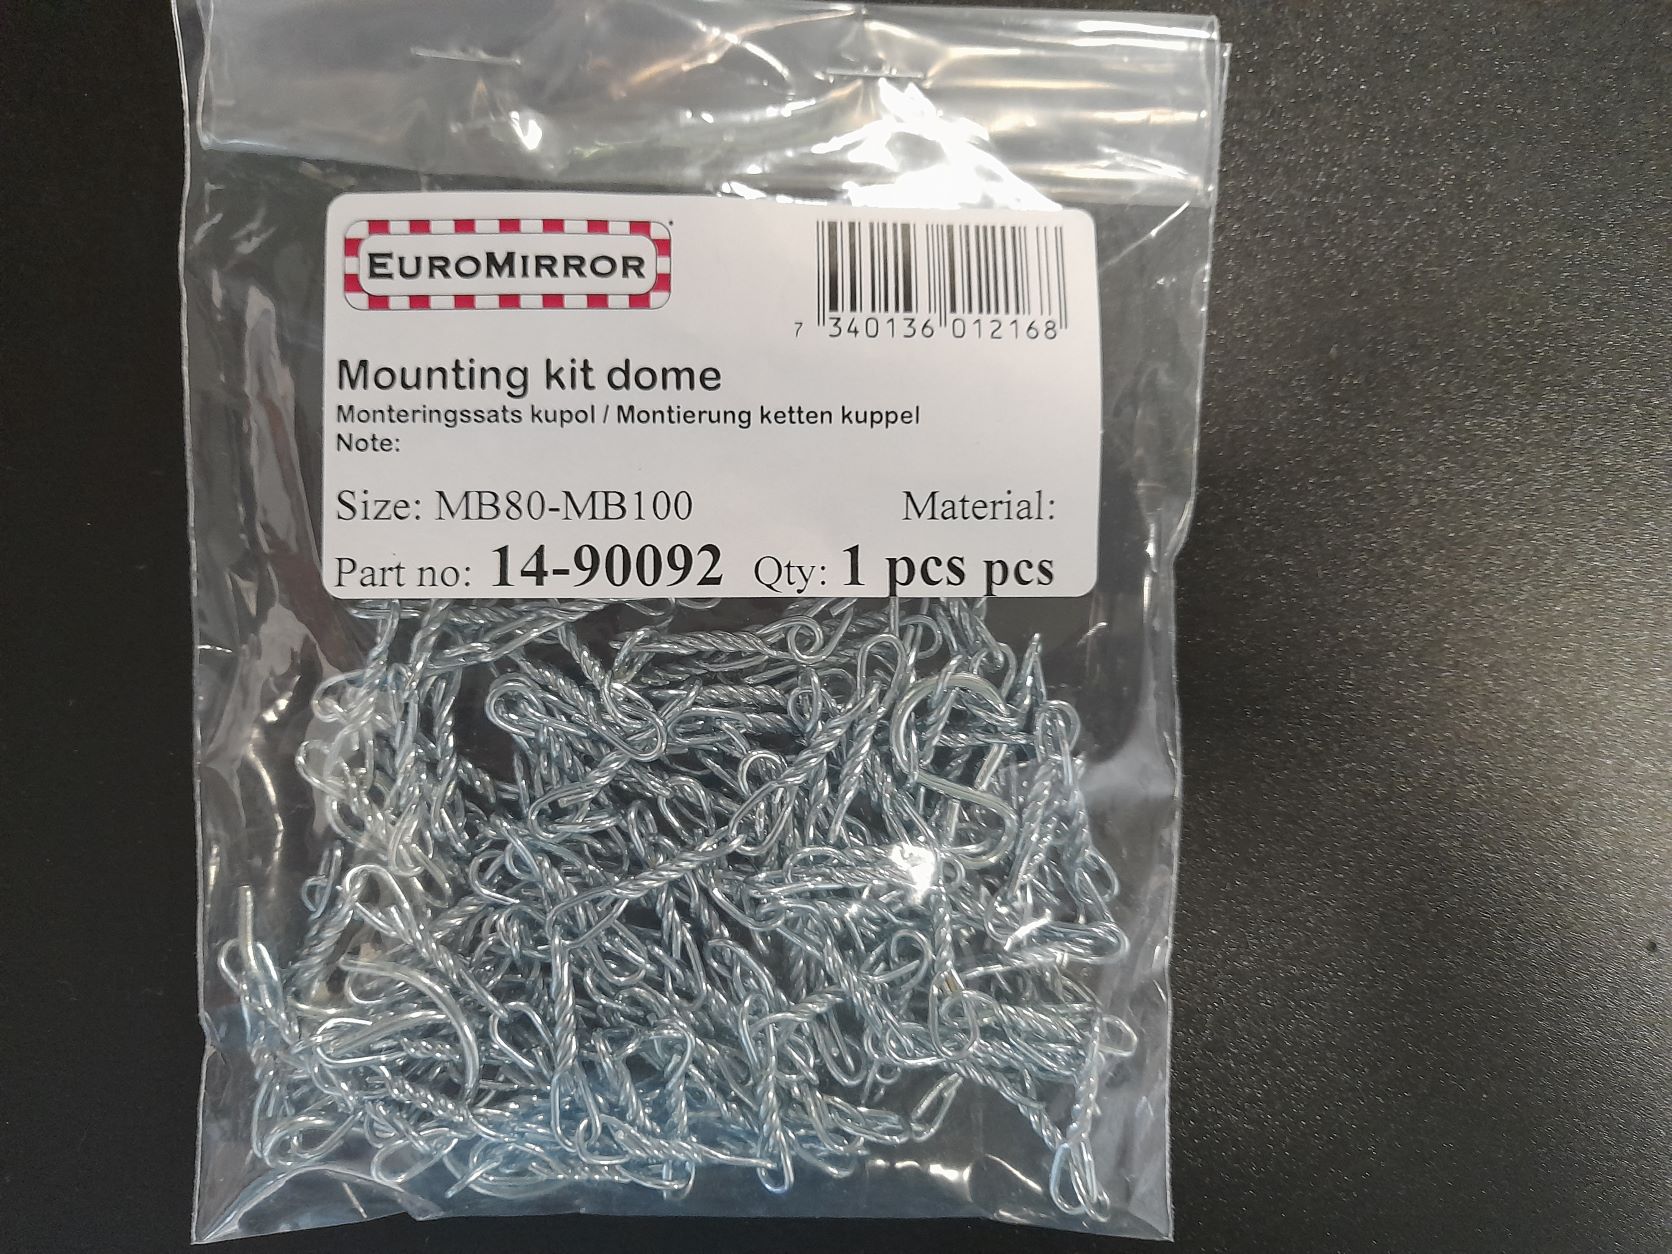 EUROMIRROR
7 340136 012168
Mounting kit dome
Monteringssats kupol / Montierung ketten kuppel
Note:
Size: MB80-MB100 Material:
Part no: 14-90092 Qty: 1 pcs pcs